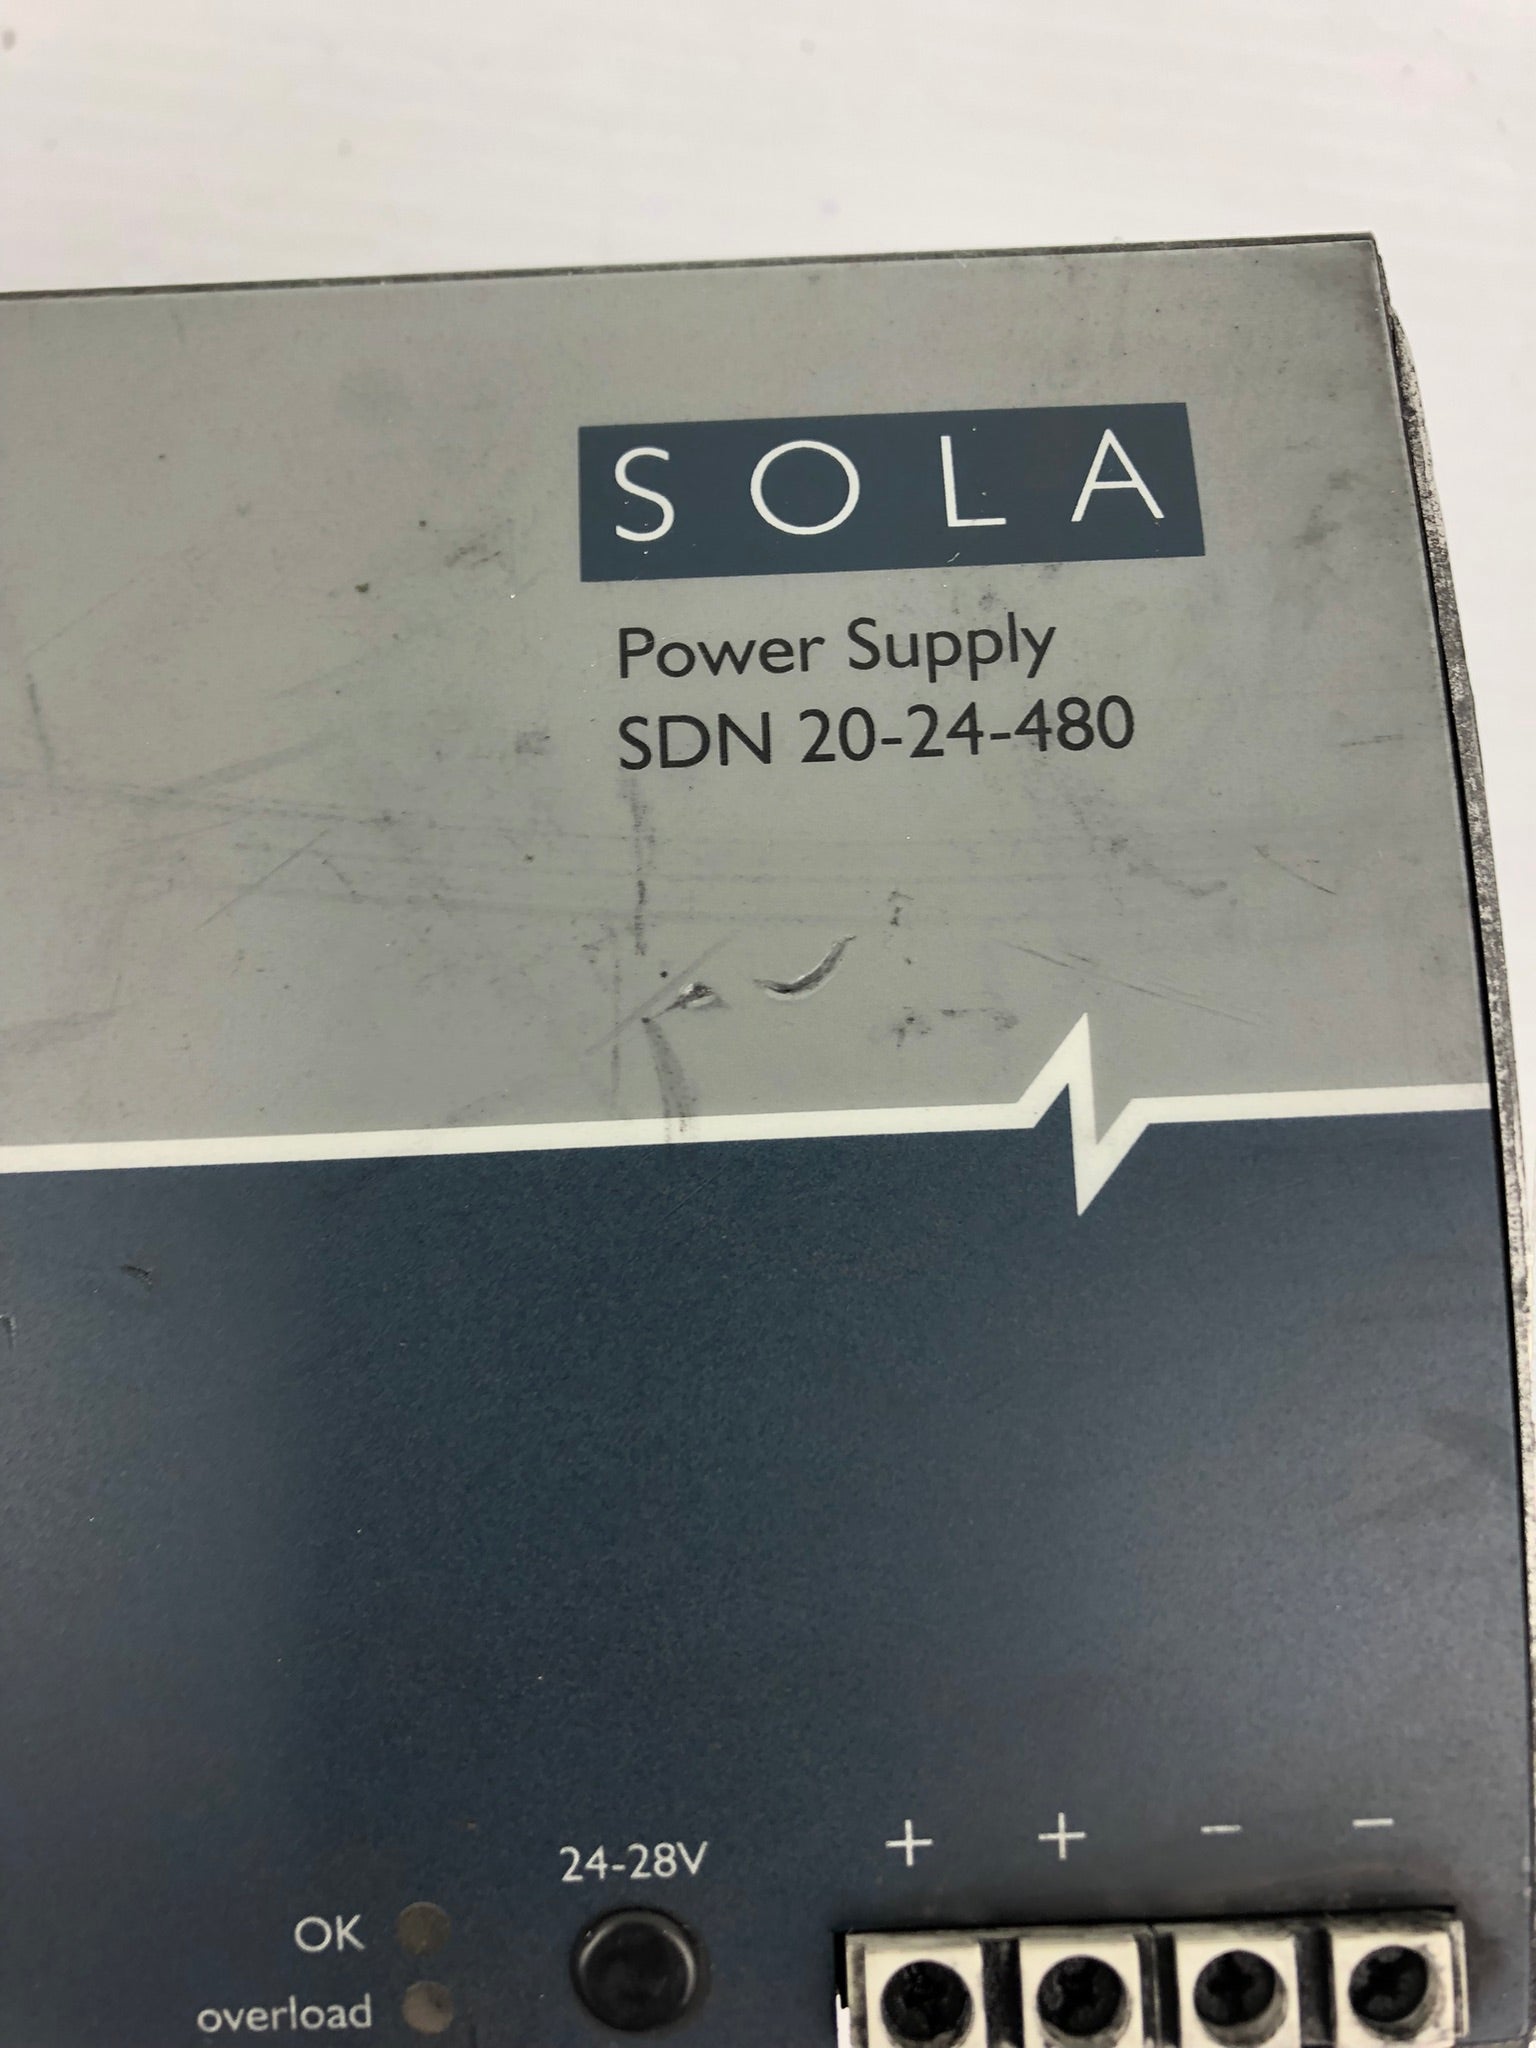 SOLA
Power Supply
SDN 20-24-480
+ + - -
24-28V
OK
overload